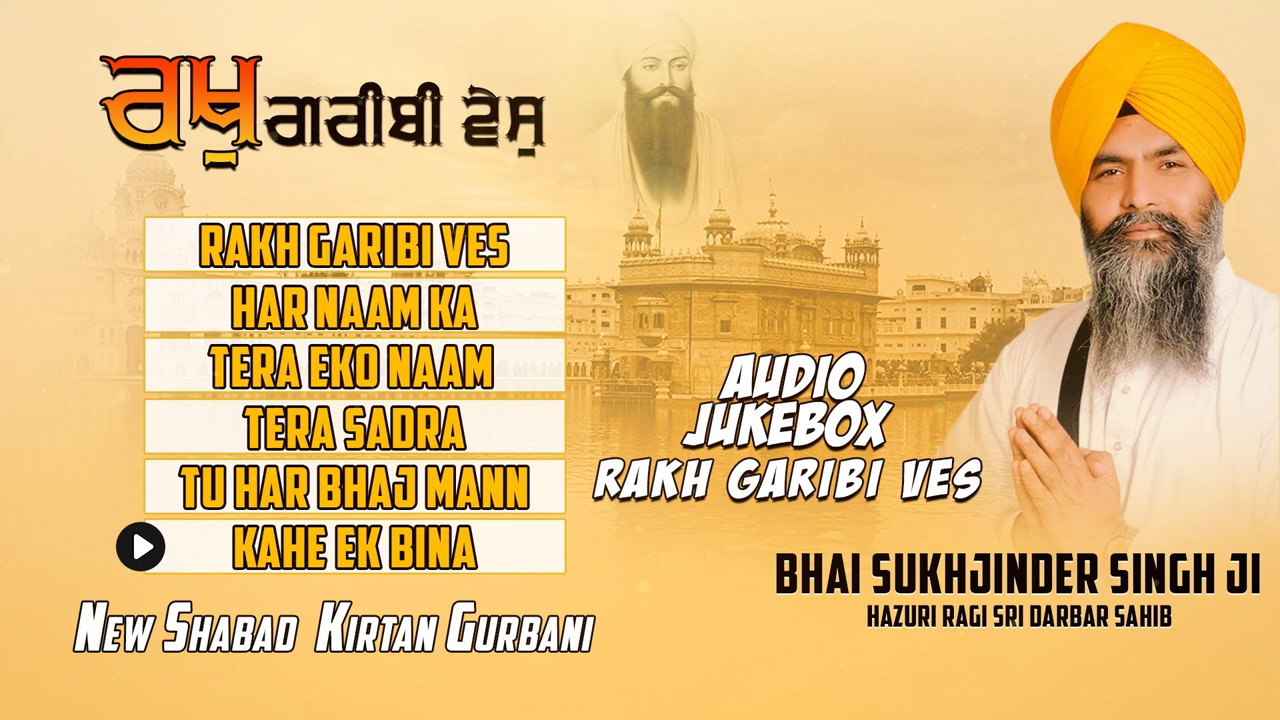 ਰਖੁ ਗਰੀਬੀ ਵੇਸੁ
RAKH GARIBI VES
HAR NAAM KA
TERA EKO NAAM
TERA SADRA
TU HAR BHAJ MANN
KAHE EK BINA
NEW SHABAD KIRTAN GURBANI
AUDIO
JUKEBOX
RAKH GARIBI VES
BHAI SUKHJINDER SINGH JI
HAZURI RAGI SRI DARBAR SAHIB